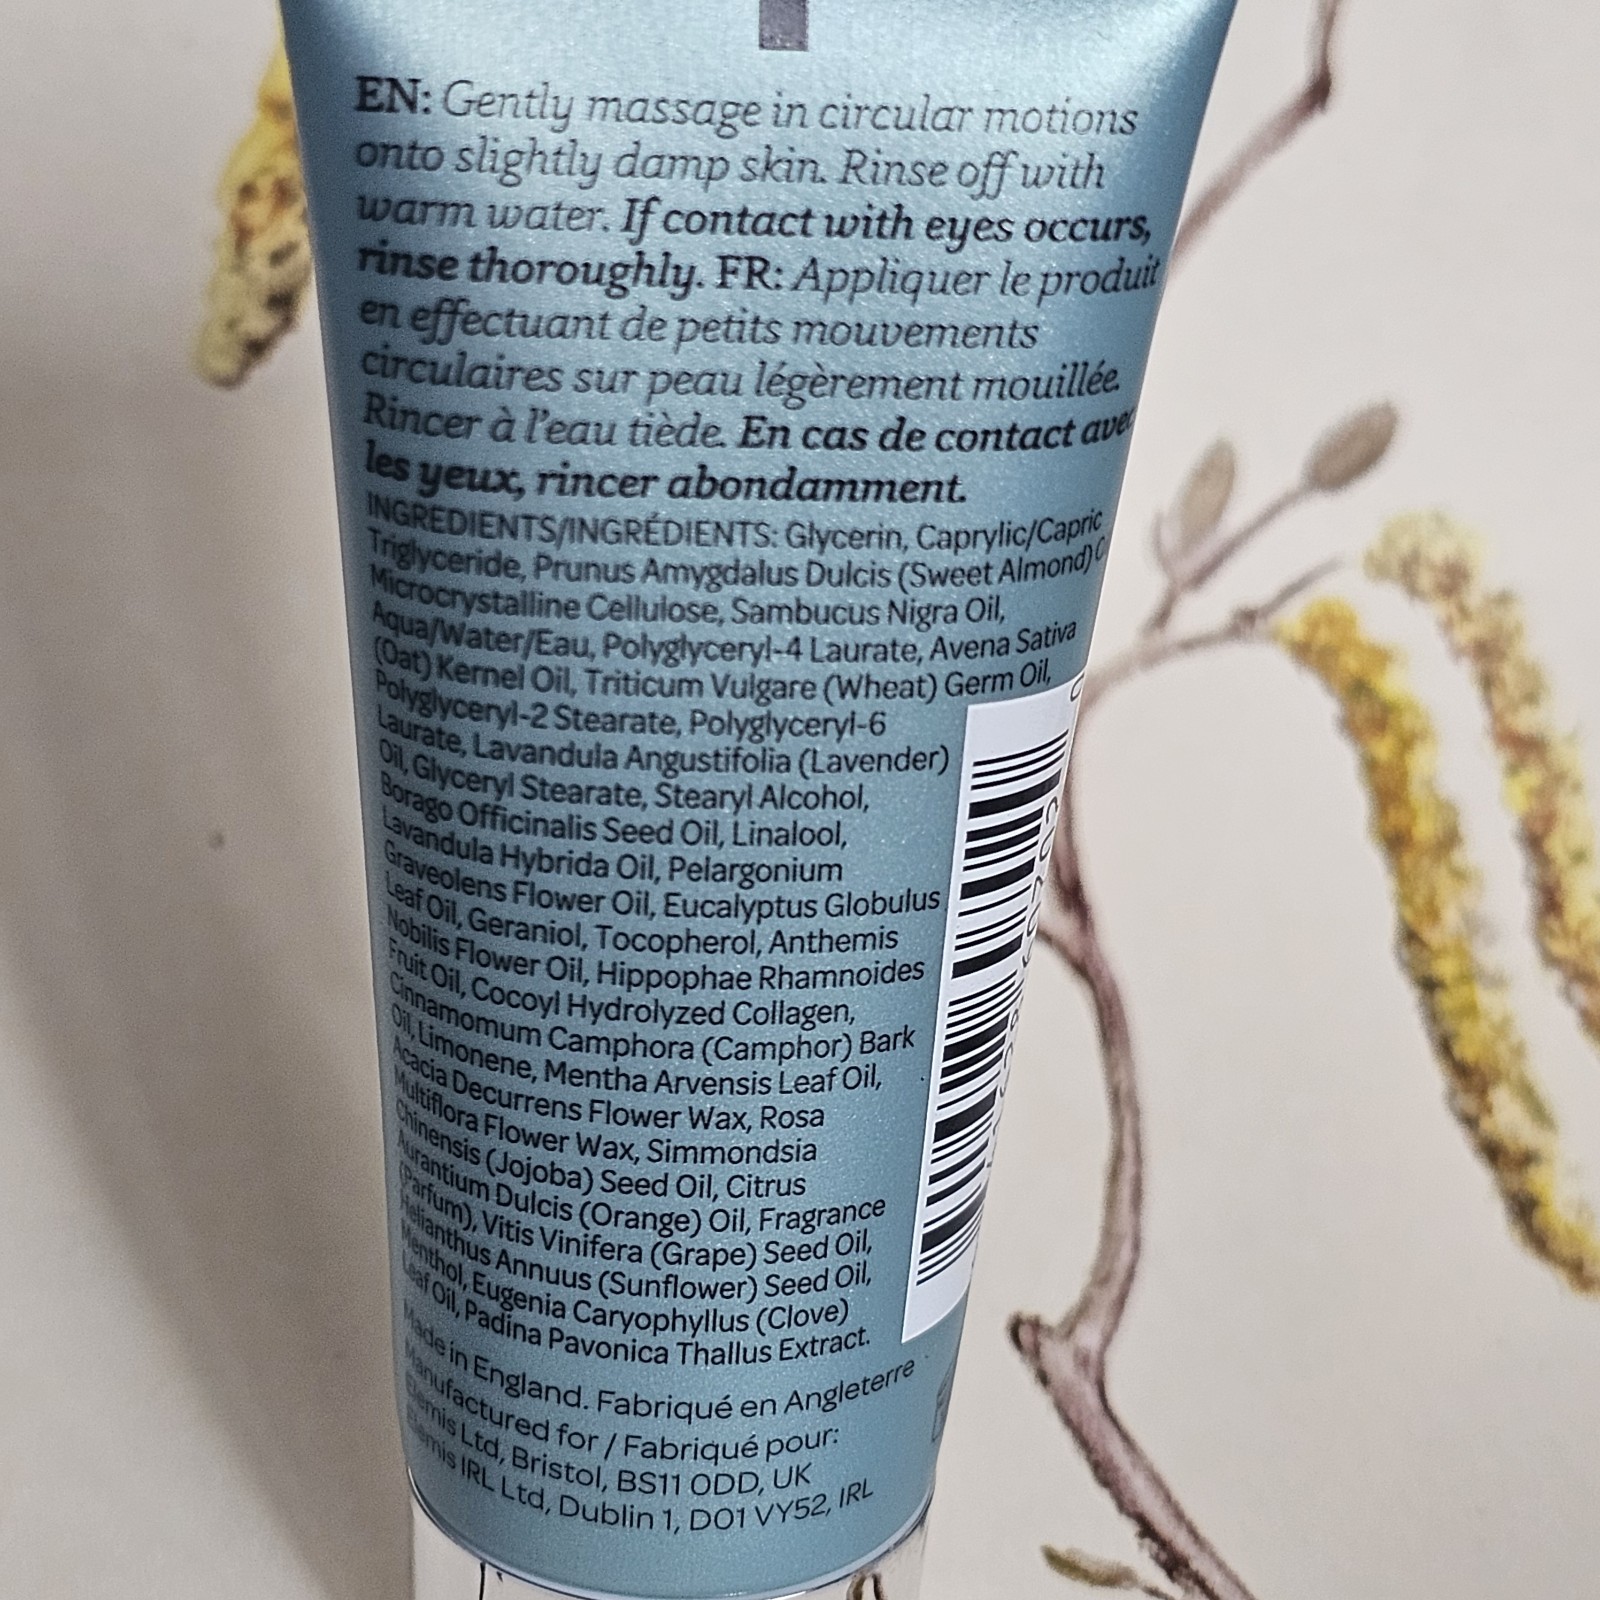 EN: Gently massage in circular motions
onto slightly damp skin. Rinse off with
warm water. If contact with eyes occurs,
rinse thoroughly. FR: Appliquer le produit
en effectuant de petits mouvements
circulaires sur peau légèrement mouillée.
Rincer à l'eau tiède. En cas de contact avec
les yeux, rincer abondamment.
INGREDIENTS/INGRÉDIENTS: Glycerin, Caprylic/Capric
Triglyceride, Prunus Amygdalus Dulcis (Sweet Almond)
Microcrystalline Cellulose, Sambucus Nigra Oil,
Aqua/Water/Eau, Polyglyceryl-4 Laurate, Avena Sativa
(Oat) Kernel Oil, Triticum Vulgare (Wheat) Germ Oil,
Polyglyceryl-2 Stearate, Polyglyceryl-6
Laurate, Lavandula Angustifolia (Lavender)
Oil, Glyceryl Stearate, Stearyl Alcohol,
Borago Officinalis Seed Oil, Linalool,
Lavandula Hybrida Oil, Pelargonium
Graveolens Flower Oil, Eucalyptus Globulus
Leaf Oil, Geraniol, Tocopherol, Anthemis
Nobilis Flower Oil, Hippophae Rhamnoides
Fruit Oil, Cocoyl Hydrolyzed Collagen,
Cinnamomum Camphora (Camphor) Bark
Oil, Limonene, Mentha Arvensis Leaf Oil,
Acacia Decurrens Flower Wax, Rosa
Multiflora Flower Wax, Simmondsia
Chinensis (Jojoba) Seed Oil, Citrus
Aurantium Dulcis (Orange) Oil, Fragrance
(Parfum), Vitis Vinifera (Grape) Seed Oil,
Helianthus Annuus (Sunflower) Seed Oil,
Menthol, Eugenia Caryophyllus (Clove)
Leaf Oil, Padina Pavonica Thallus Extract.
Made in England. Fabriqué en Angleterre
Manufactured for / Fabriqué pour:
Elemis Ltd, Bristol, BS11 0DD, UK
Elemis IRL Ltd, Dublin 1, D01 VY52, IRL